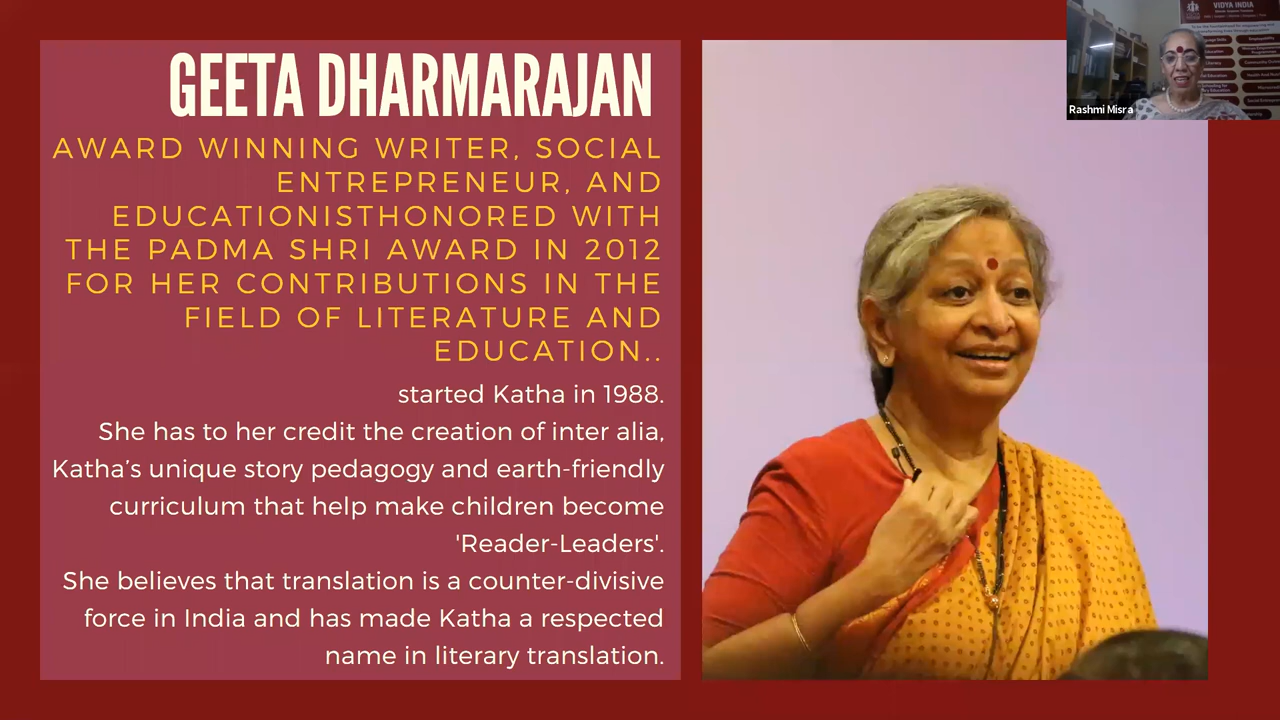 GEETA DHARMARAJAN
AWARD WINNING WRITER, SOCIAL
ENTREPRENEUR, AND
EDUCATIONISTHONORED WITH
THE PADMA SHRI AWARD IN 2012
FOR HER CONTRIBUTIONS IN THE
FIELD OF LITERATURE AND
EDUCATION..
started Katha in 1988.
She has to her credit the creation of inter alia,
Katha’s unique story pedagogy and earth-friendly
curriculum that help make children become
'Reader-Leaders'.
She believes that translation is a counter-divisive
force in India and has made Katha a respected
name in literary translation.
VIDYA INDIA
Rashmi Misra